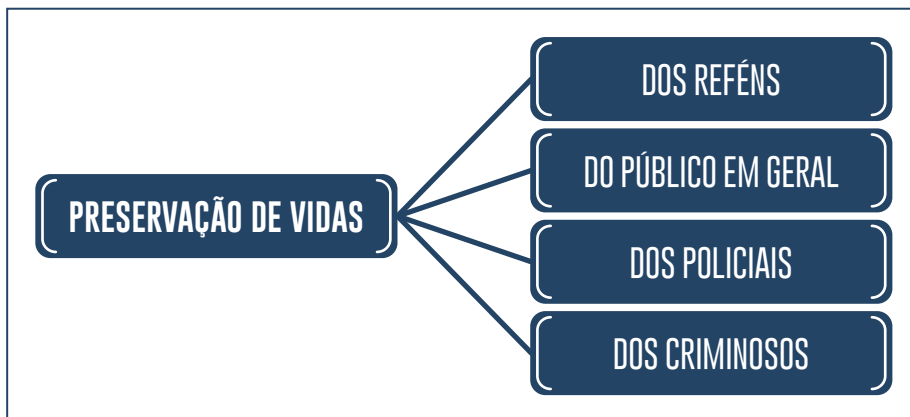 DOS REFÉNS
DO PÚBLICO EM GERAL
PRESERVAÇÃO DE VIDAS
DOS POLICIAIS
DOS CRIMINOSOS